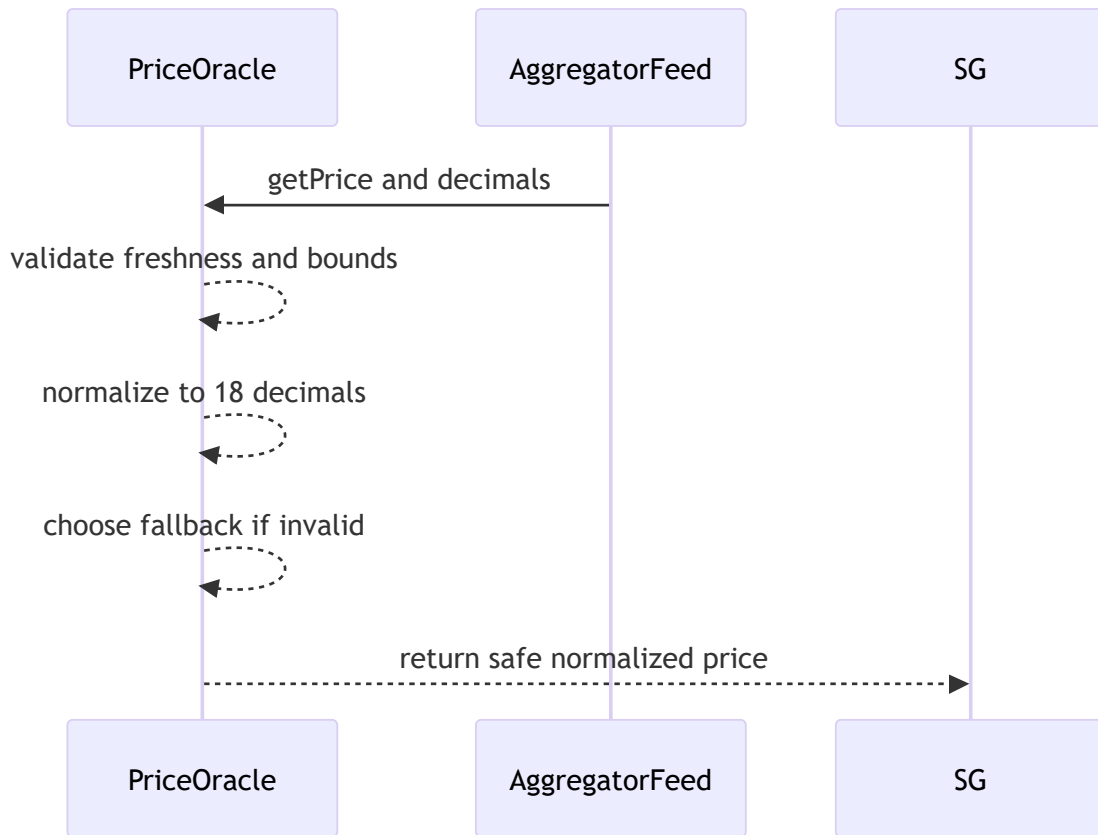 PriceOracle
AggregatorFeed
SG
getPrice and decimals
validate freshness and bounds
normalize to 18 decimals
choose fallback if invalid
return safe normalized price
PriceOracle
AggregatorFeed
SG